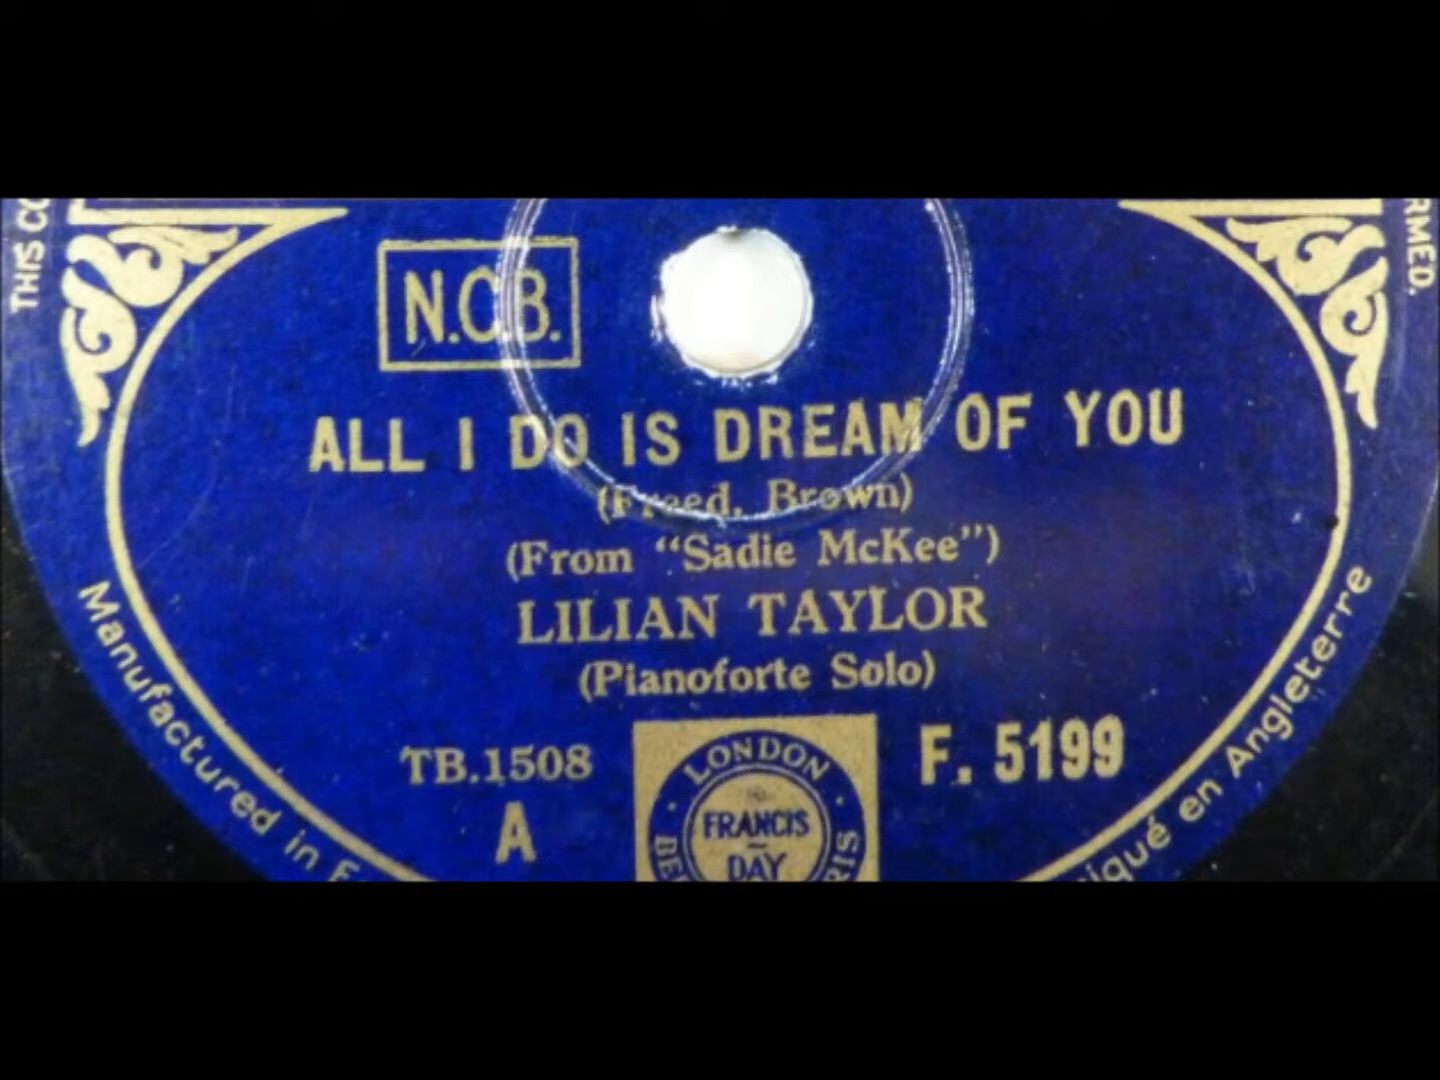 THIS CO
RMED.
N.C.B.
ALL I DO IS DREAM OF YOU
(Freed, Brown)
(From “Sadie McKee”)
LILIAN TAYLOR
(Pianoforte Solo)
TB.1508
F. 5199
A
LONDON
FRANCIS
DAY
Manufactured in E
iqué en Angleterre